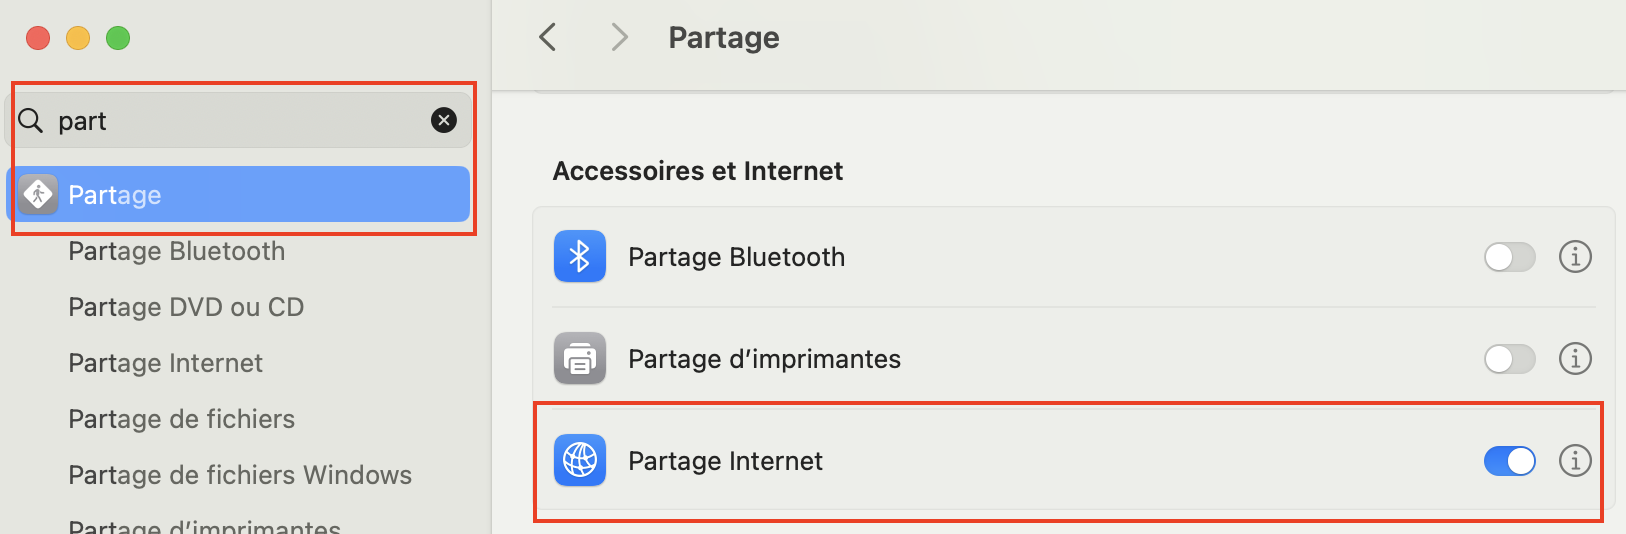 part
Partage
Partage Bluetooth
Partage DVD ou CD
Partage Internet
Partage de fichiers
Partage de fichiers Windows
Partage d’imprimantes
Partage
Accessoires et Internet
Partage Bluetooth
Partage d’imprimantes
Partage Internet